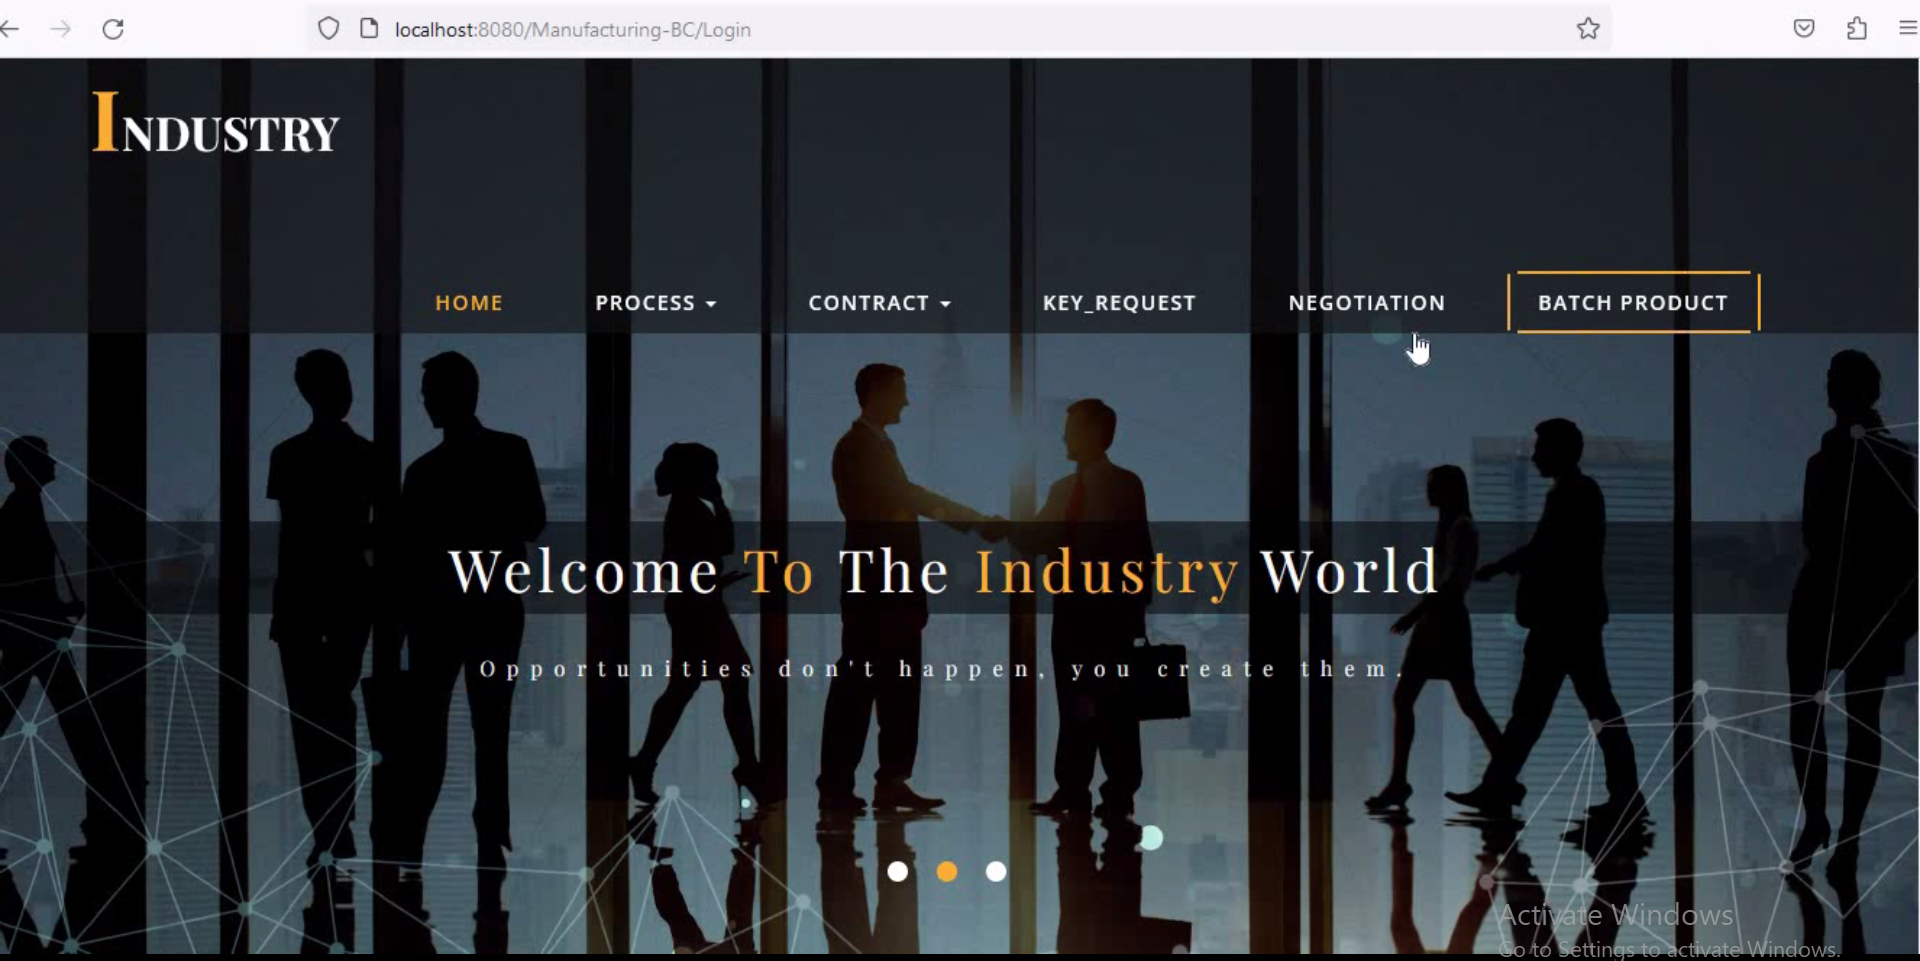 localhost:8080/Manufacturing-BC/Login
INDUSTRY
HOME PROCESS CONTRACT KEY_REQUEST NEGOTIATION BATCH PRODUCT
Welcome To The Industry World
Opportunities don't happen, you create them.
Activate Windows
Go to Settings to activate Windows.